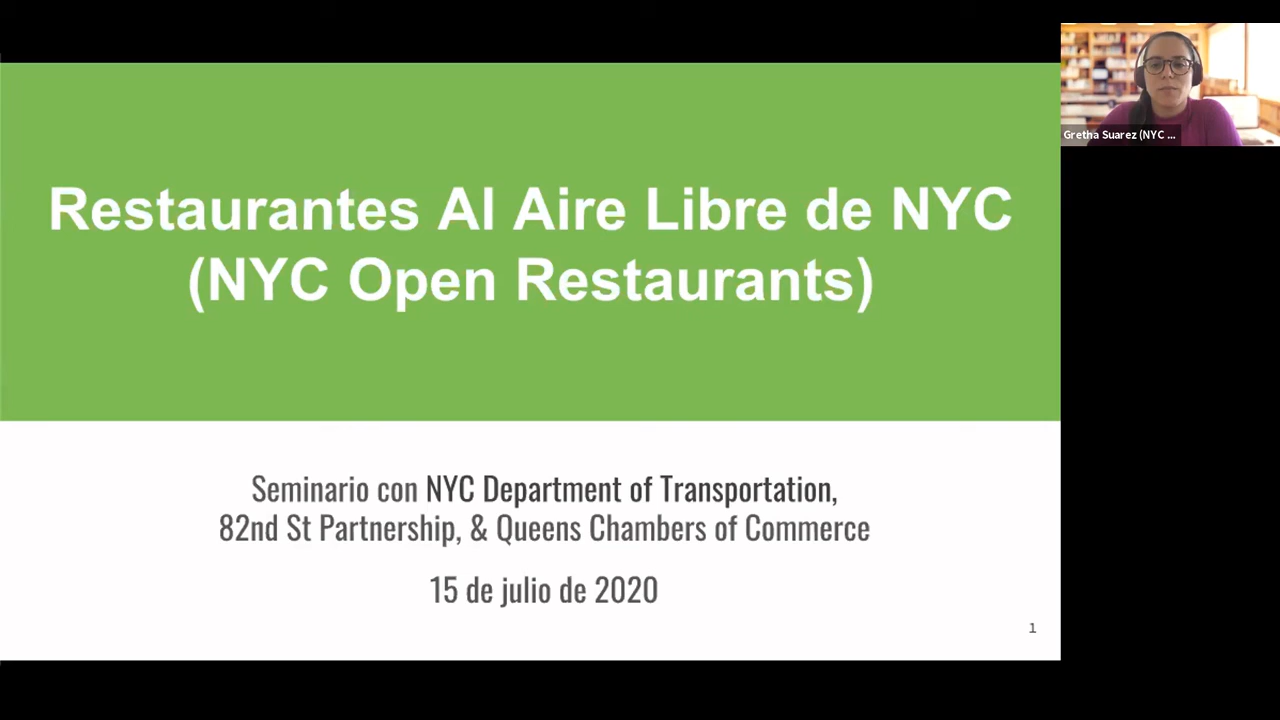 Restaurantes Al Aire Libre de NYC
(NYC Open Restaurants)
Seminario con NYC Department of Transportation,
82nd St Partnership, & Queens Chambers of Commerce
15 de julio de 2020
1
Gretha Suarez (NYC ...